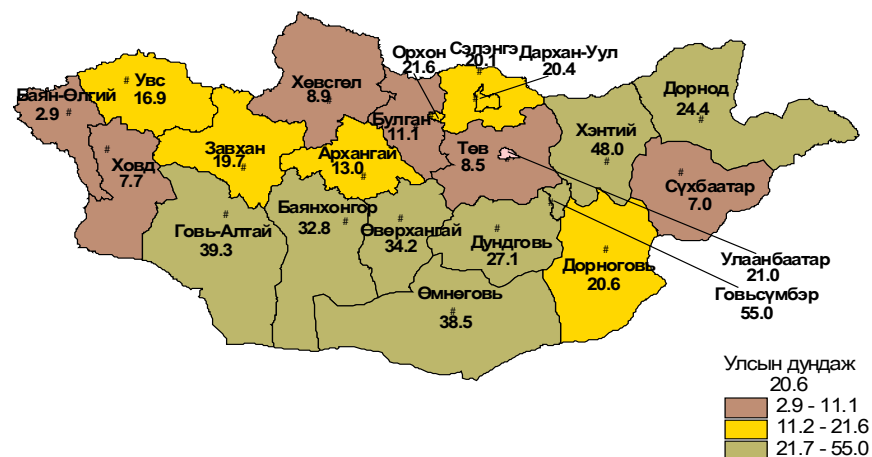 Орхон
21.6
Сэлэнгэ
20.1
Дархан-Уул
20.4
Увс
16.9
Хөвсгөл
8.9
Дорнод
24.4
Баян-Өлгий
2.9
Булган
11.1
Хэнтий
48.0
Ховд
7.7
Завхан
19.7
Архангай
13.0
Төв
8.5
Сүхбаатар
7.0
Говь-Алтай
39.3
Баянхонгор
32.8
Өвөрхангай
34.2
Дундговь
27.1
Дорноговь
20.6
Улаанбаатар
21.0
Говьсүмбэр
55.0
Өмнөговь
38.5
Улсын дундаж
20.6
2.9 - 11.1
11.2 - 21.6
21.7 - 55.0